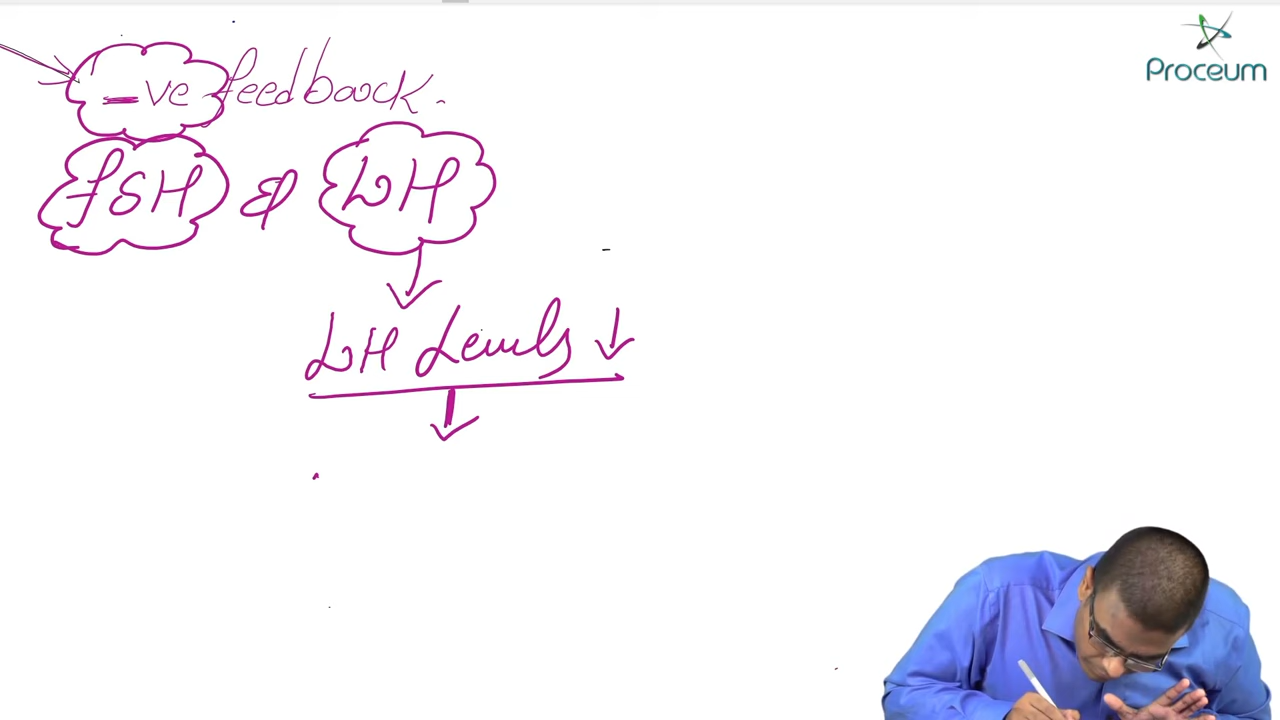 -ve feedback.
FSH & LH
LH Levels ↓
Proceum